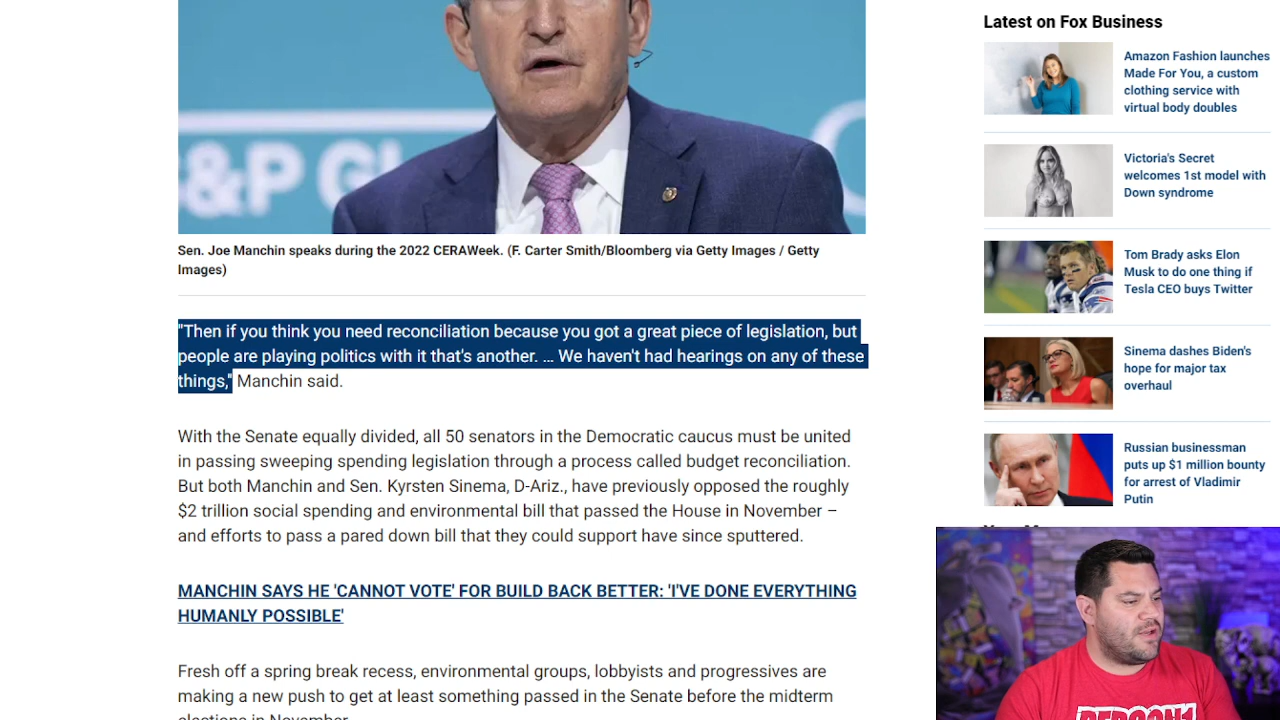 &P Gl
Sen. Joe Manchin speaks during the 2022 CERAWeek. (F. Carter Smith/Bloomberg via Getty Images / Getty
Images)
"Then if you think you need reconciliation because you got a great piece of legislation, but
people are playing politics with it that's another. ... We haven't had hearings on any of these
things," Manchin said.
With the Senate equally divided, all 50 senators in the Democratic caucus must be united
in passing sweeping spending legislation through a process called budget reconciliation.
But both Manchin and Sen. Kyrsten Sinema, D-Ariz., have previously opposed the roughly
$2 trillion social spending and environmental bill that passed the House in November –
and efforts to pass a pared down bill that they could support have since sputtered.
MANCHIN SAYS HE 'CANNOT VOTE' FOR BUILD BACK BETTER: 'I'VE DONE EVERYTHING
HUMANLY POSSIBLE'
Fresh off a spring break recess, environmental groups, lobbyists and progressives are
making a new push to get at least something passed in the Senate before the midterm
elections in November.
Latest on Fox Business
Amazon Fashion launches
Made For You, a custom
clothing service with
virtual body doubles
Victoria's Secret
welcomes 1st model with
Down syndrome
Tom Brady asks Elon
Musk to do one thing if
Tesla CEO buys Twitter
Sinema dashes Biden's
hope for major tax
overhaul
Russian businessman
puts up $1 million bounty
for arrest of Vladimir
Putin